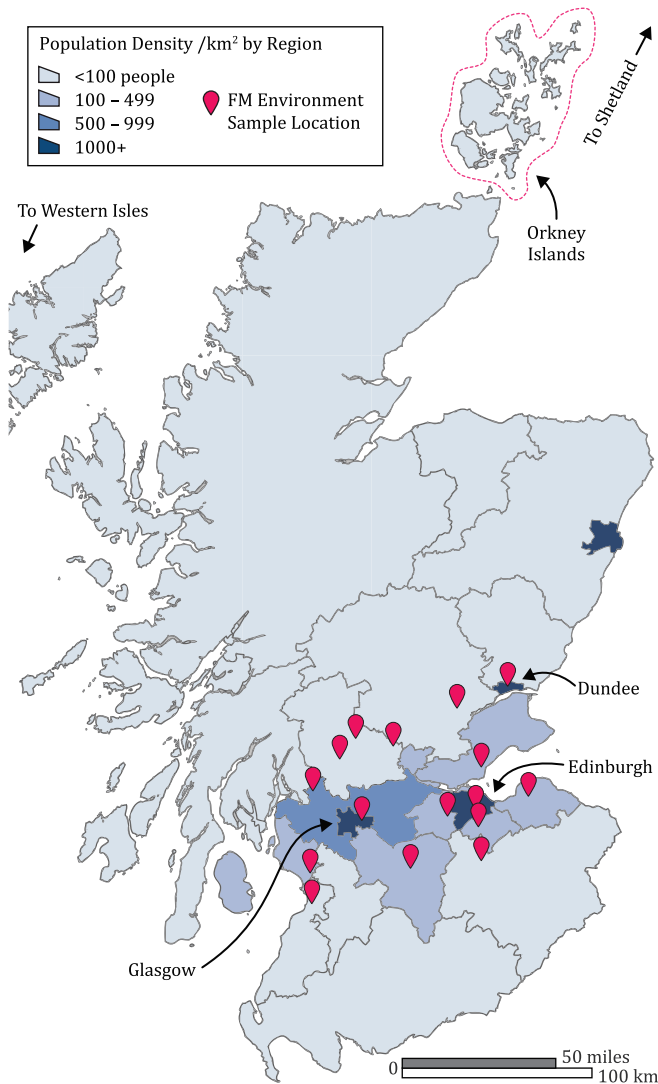 Population Density /km² by Region
<100 people
100 – 499
500 – 999
1000+
FM Environment
Sample Location
To Shetland
To Western Isles
Orkney
Islands
Dundee
Edinburgh
Glasgow
50 miles
0
100 km